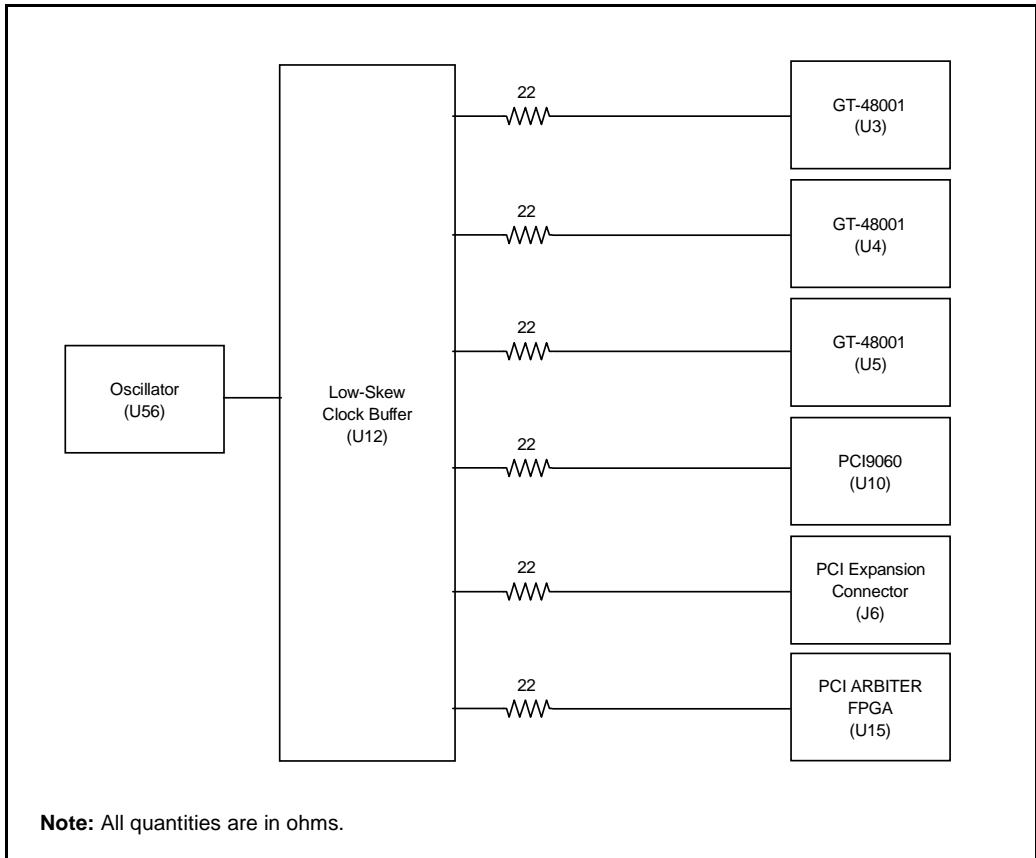 22
GT-48001
(U3)
22
GT-48001
(U4)
22
GT-48001
(U5)
Oscillator
(U56)
Low-Skew
Clock Buffer
(U12)
22
PCI9060
(U10)
22
PCI Expansion
Connector
(J6)
22
PCI ARBITER
FPGA
(U15)
Note: All quantities are in ohms.